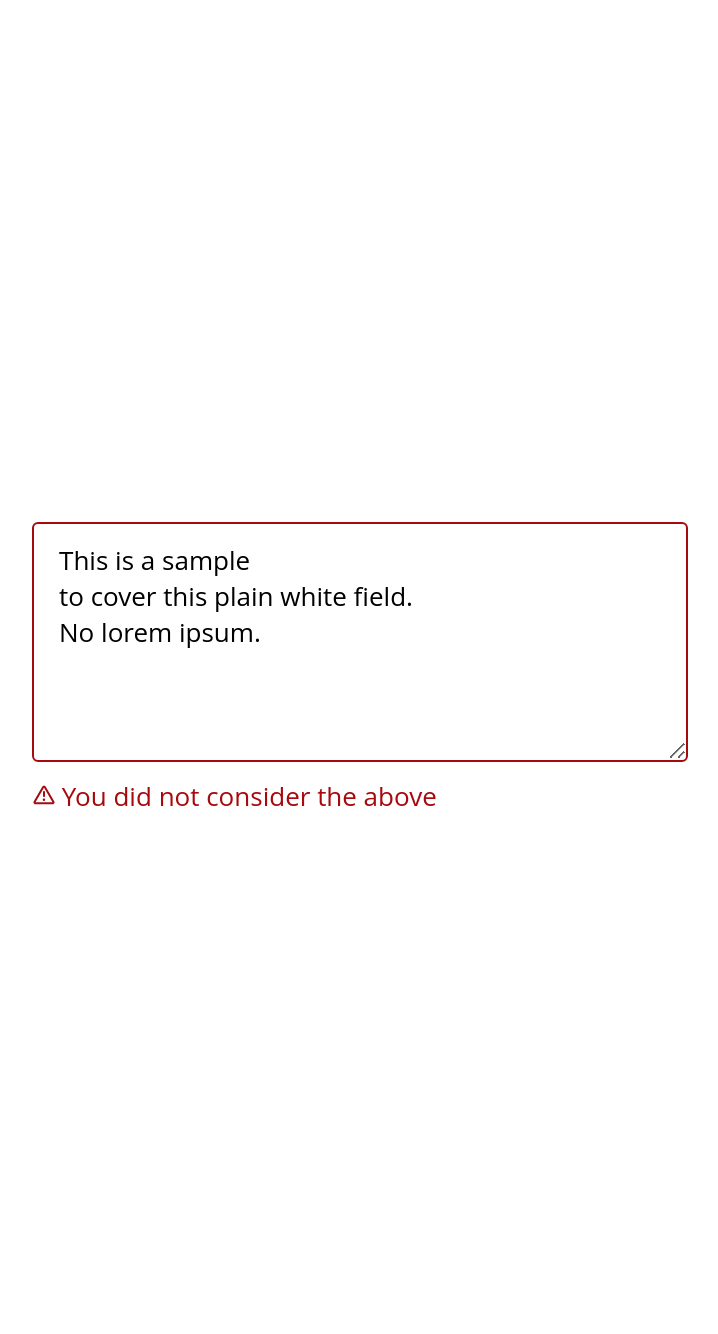 This is a sample
to cover this plain white field.
No lorem ipsum.
You did not consider the above